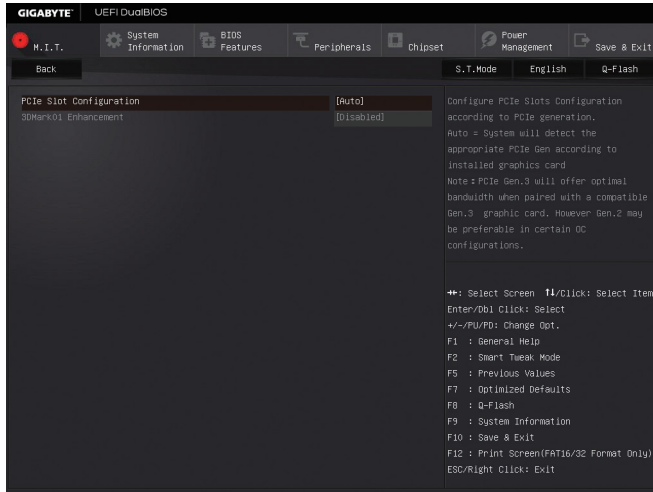 GIGABYTE™ UEFI DualBIOS
M.I.T. System Information BIOS Features Peripherals Chipset Power Management Save & Exit
Back S.T.Mode English Q-Flash
PCIe Slot Configuration [Auto]
3DMark01 Enhancement [Disabled]
Configure PCIe Slots Configuration
according to PCIe generation.
Auto = System will detect the
appropriate PCIe Gen according to
installed graphics card
Note:PCIe Gen.3 will offer optimal
bandwidth when paired with a compatible
Gen.3 graphic card. However Gen.2 may
be preferable in certain OC
configurations.
→←: Select Screen ↑↓/Click: Select Item
Enter/Dbl Click: Select
+/-/PU/PD: Change Opt.
F1 : General Help
F2 : Smart Tweak Mode
F5 : Previous Values
F7 : Optimized Defaults
F8 : Q-Flash
F9 : System Information
F10 : Save & Exit
F12 : Print Screen(FAT16/32 Format Only)
ESC/Right Click: Exit